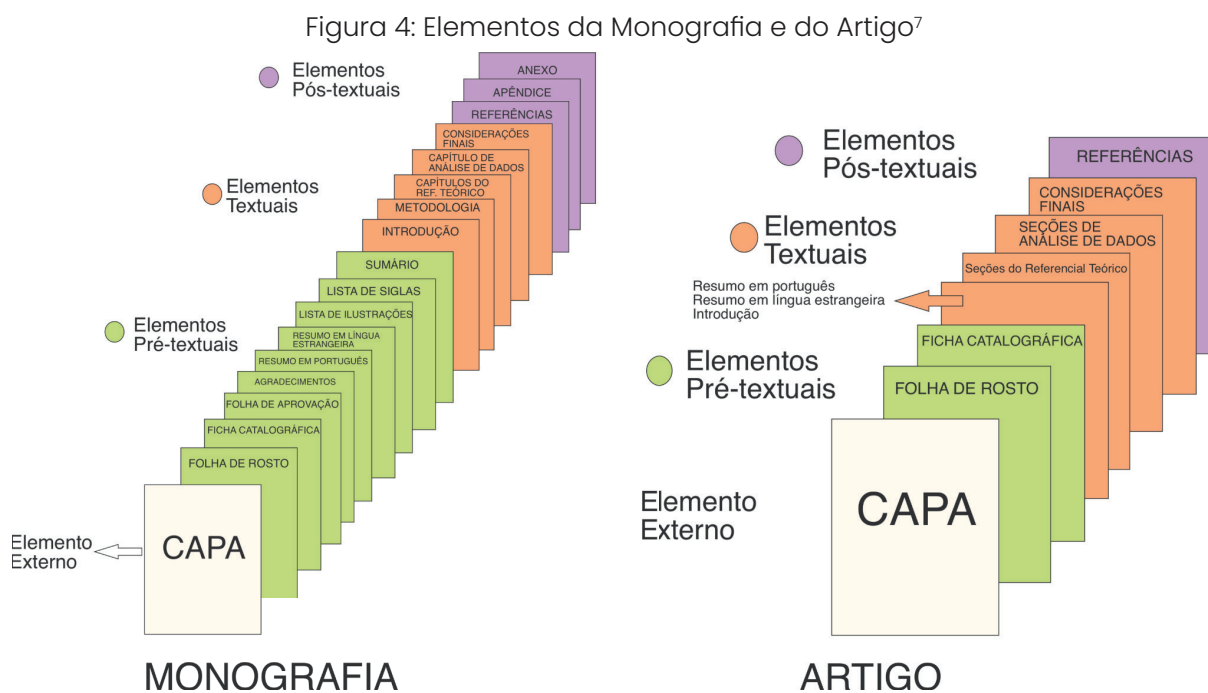 Figura 4: Elementos da Monografia e do Artigo⁷
Elementos
Pós-textuais
ANEXO
APÊNDICE
REFERÊNCIAS
CONSIDERAÇÕES
FINAIS
CAPÍTULO DE
ANÁLISE DE DADOS
CAPÍTULOS DO
REF. TEÓRICO
METODOLOGIA
INTRODUÇÃO
Elementos
Textuais
SUMÁRIO
LISTA DE SIGLAS
LISTA DE ILUSTRAÇÕES
RESUMO EM LÍNGUA
ESTRANGEIRA
RESUMO EM PORTUGUÊS
AGRADECIMENTOS
FOLHA DE APROVAÇÃO
FICHA CATALOGRÁFICA
FOLHA DE ROSTO
Elementos
Pré-textuais
CAPA
Elemento
Externo
MONOGRAFIA
Elementos
Pós-textuais
REFERÊNCIAS
CONSIDERAÇÕES
FINAIS
SEÇÕES DE
ANÁLISE DE DADOS
Seções do Referencial Teórico
Elementos
Textuais
Resumo em português
Resumo em língua estrangeira
Introdução
FICHA CATALOGRÁFICA
FOLHA DE ROSTO
Elementos
Pré-textuais
CAPA
Elemento
Externo
ARTIGO